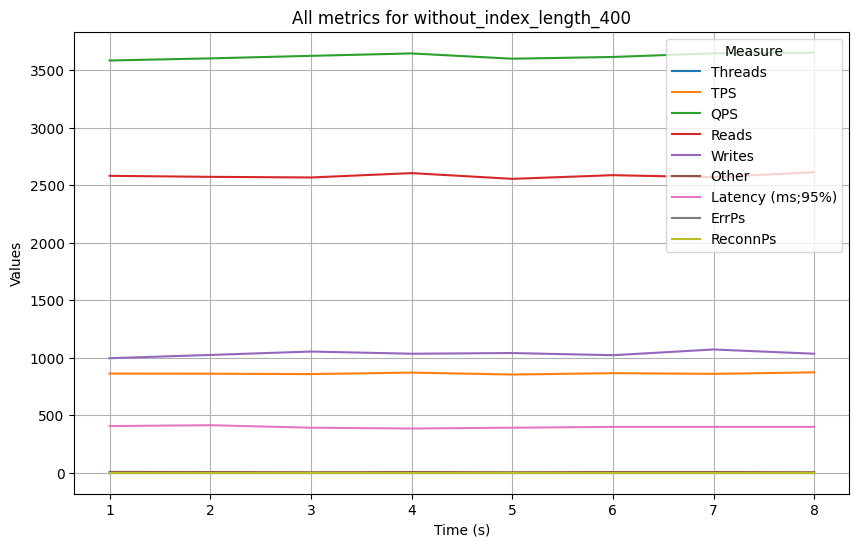 All metrics for without_index_length_400
Measure
Threads
TPS
QPS
Reads
Writes
Other
Latency (ms;95%)
ErrPs
ReconnPs
3500
3000
2500
2000
1500
1000
500
0
Values
1 2 3 4 5 6 7 8
Time (s)